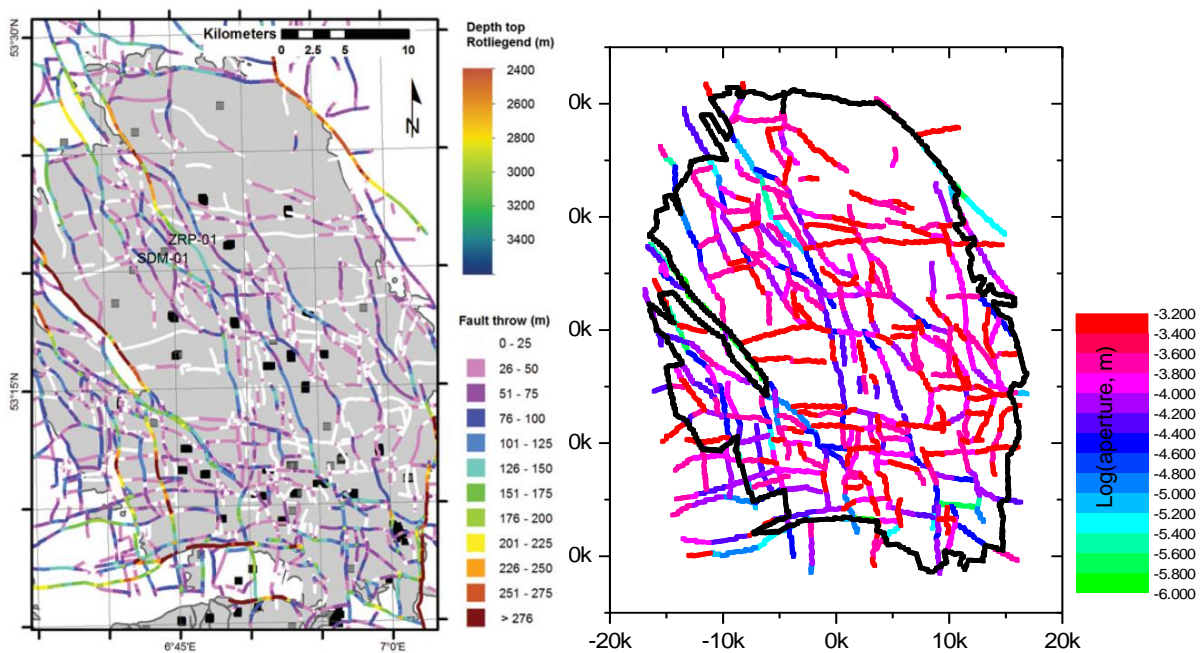 53°30'N
53°15'N
Kilometers
0 2.5 5 10
N
ZRP-01
SDM-01
6°45'E
7°0'E
Depth top
Rotliegend (m)
2400
2600
2800
3000
3200
3400
Fault throw (m)
0 - 25
26 - 50
51 - 75
76 - 100
101 - 125
126 - 150
151 - 175
176 - 200
201 - 225
226 - 250
251 - 275
> 276
0k
0k
0k
0k
0k
-20k
-10k
0k
10k
20k
Log(aperture, m)
-3.200
-3.400
-3.600
-3.800
-4.000
-4.200
-4.400
-4.600
-4.800
-5.000
-5.200
-5.400
-5.600
-5.800
-6.000